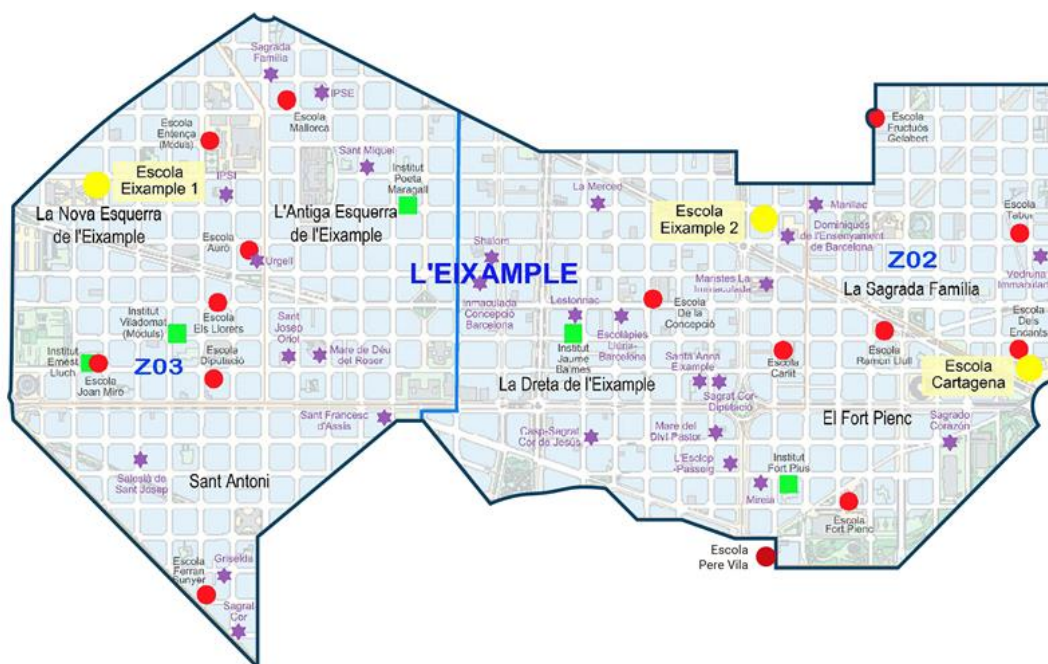 Sagrada
Família
IPSE
Escola
Mallorca
Escola
Entença
(Mòduls)
Escola
Eixample 1
IPSI
Sant Miquel
Institut
Poeta
Maragall
La Nova Esquerra
de l'Eixample
L'Antiga Esquerra
de l'Eixample
Escola
Auró
Urgell
Escola
Els Llorers
Institut
Viladomat
(Mòduls)
Institut
Ernest
Lluch
Escola
Joan Miró
Z03
Escola
Diputació
Sant
Josep
Oriol
Mare de Déu
del Roser
Sant Francesc
d'Assís
Salesià de
Sant Josep
Sant Antoni
Escola
Ferran
Sunyer
Griselda
Sagrat
Cor
L'EIXAMPLE
Shalom
Inmaculada
Concepció
Barcelona
La Merced
Lestonnac
Institut
Jaume
Balmes
Escolàpies
Llúria-
Barcelona
Escola
De la
Concepció
La Dreta de l'Eixample
Santa Anna
Eixample
Sagrat Cor-
Diputació
Casp-Sagrat
Cor de Jesús
Mare del
Diví Pastor
L'Esclop
-Passeig
Mireia
Institut
Fort Pius
Escola
Fort Pienc
Escola
Pere Vila
Escola
Fructuós
Gelabert
Escola
Eixample 2
Manilac
Dominiques
de l'Ensenyament
de Barcelona
Maristes La
Immaculada
Escola
Tabor
Z02
Vedruna
Immaculada
La Sagrada Família
Escola
Carlit
Escola
Ramon Llull
Escola
Dels
Encants
Escola
Cartagena
El Fort Pienc
Sagrado
Corazón